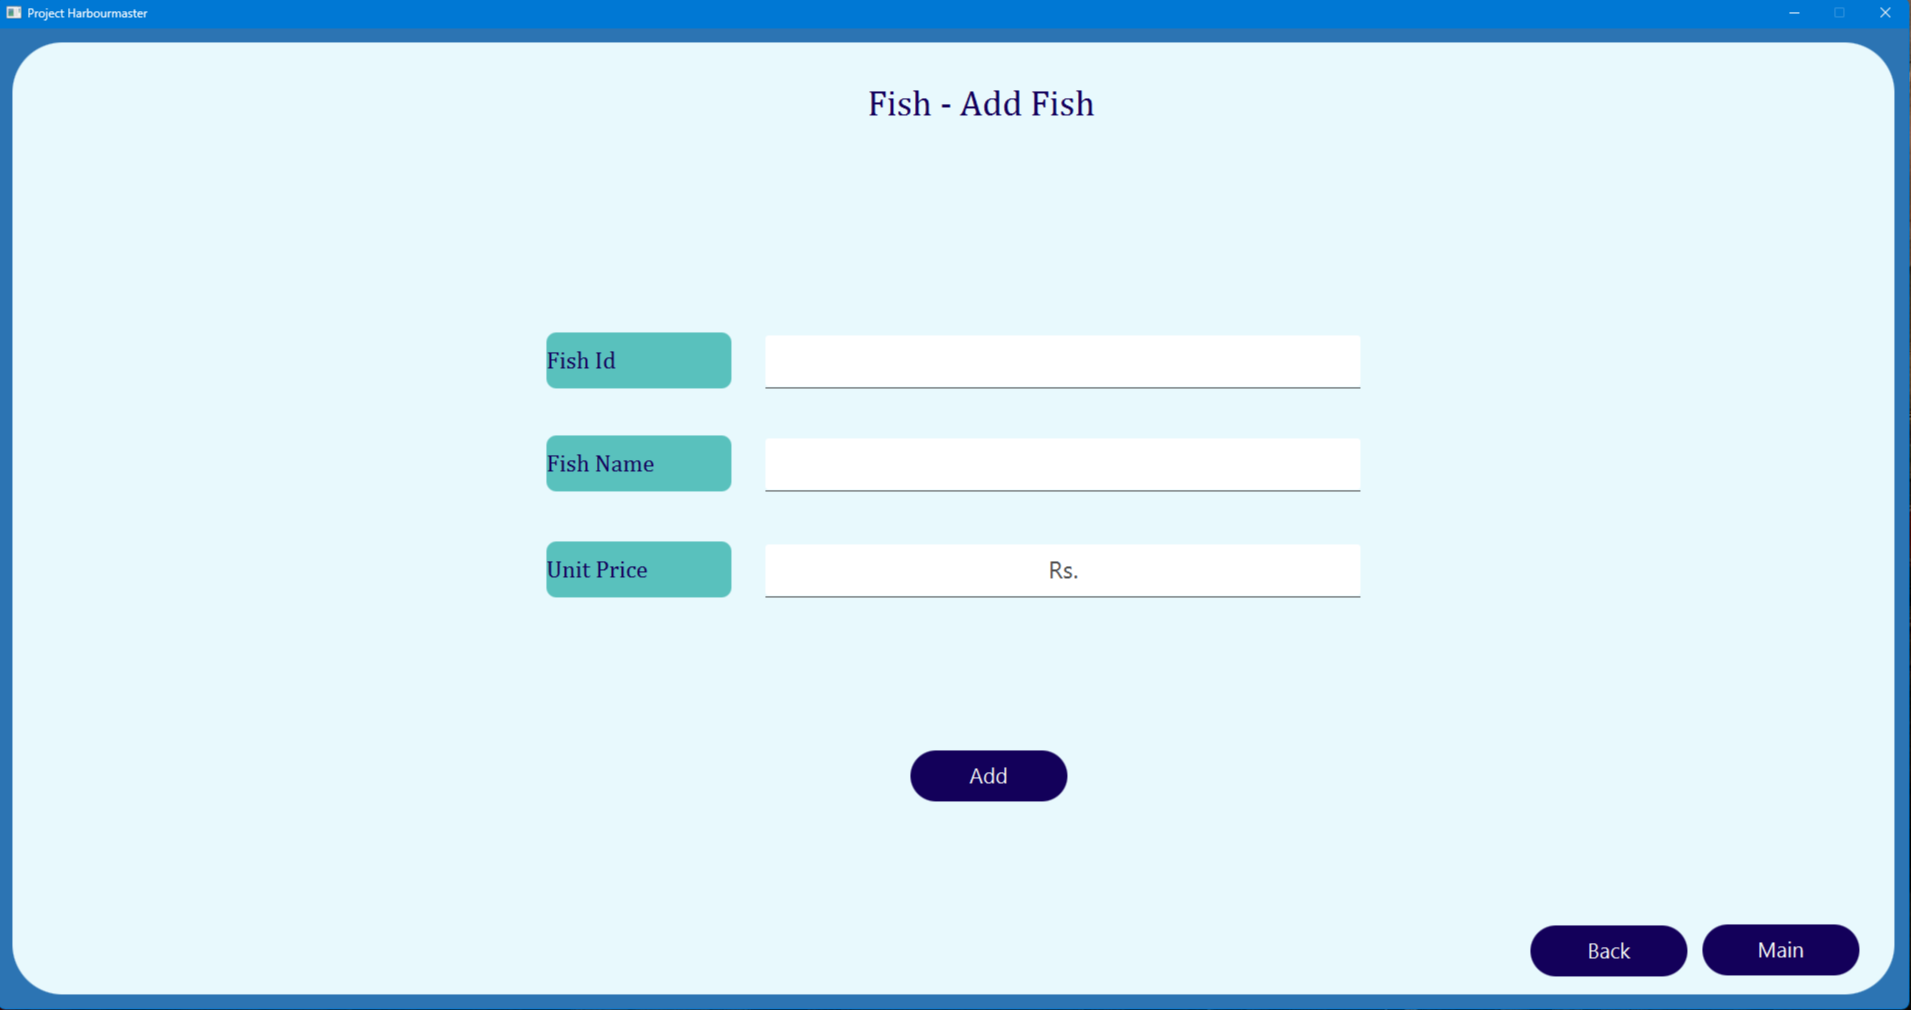 Project Harbourmaster
Fish - Add Fish
Fish Id
Fish Name
Unit Price
Rs.
Add
Back
Main